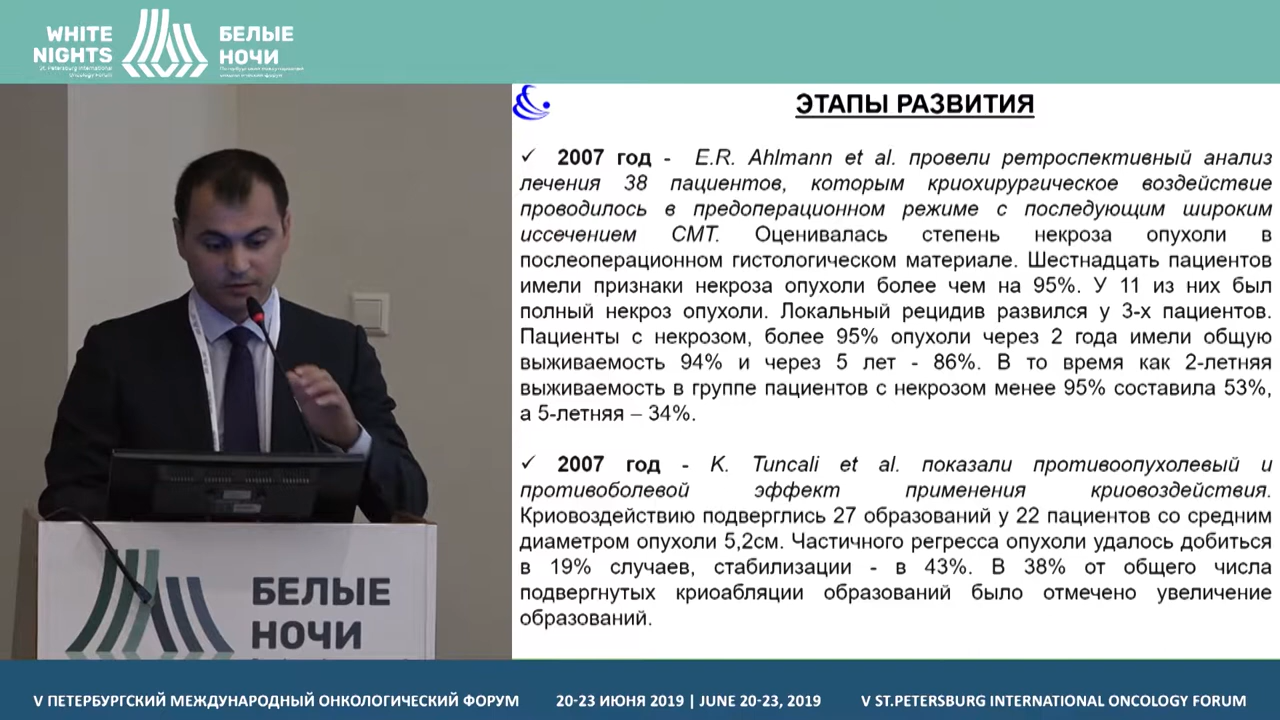 WHITE
NIGHTS
St. Petersburg International
Oncology Forum
БЕЛЫЕ
НОЧИ
ЭТАПЫ РАЗВИТИЯ
✓ 2007 год - E.R. Ahlmann et al. провели ретроспективный анализ
лечения 38 пациентов, которым криохирургическое воздействие
проводилось в предоперационном режиме с последующим широким
иссечением СМТ. Оценивалась степень некроза опухоли в
послеоперационном гистологическом материале. Шестнадцать пациентов
имели признаки некроза опухоли более чем на 95%. У 11 из них был
полный некроз опухоли. Локальный рецидив развился у 3-х пациентов.
Пациенты с некрозом, более 95% опухоли через 2 года имели общую
выживаемость 94% и через 5 лет - 86%. В то время как 2-летняя
выживаемость в группе пациентов с некрозом менее 95% составила 53%,
а 5-летняя – 34%.
✓ 2007 год - K. Tuncali et al. показали противоопухолевый и
противоболевой эффект применения криовоздействия.
Криовоздействию подверглись 27 образований у 22 пациентов со средним
диаметром опухоли 5,2см. Частичного регресса опухоли удалось добиться
в 19% случаев, стабилизации - в 43%. В 38% от общего числа
подвергнутых криоабляции образований было отмечено увеличение
образований.
БЕЛЫЕ
НОЧИ
V ПЕТЕРБУРГСКИЙ МЕЖДУНАРОДНЫЙ ОНКОЛОГИЧЕСКИЙ ФОРУМ
20-23 ИЮНЯ 2019 | JUNE 20-23, 2019
V ST.PETERSBURG INTERNATIONAL ONCOLOGY FORUM